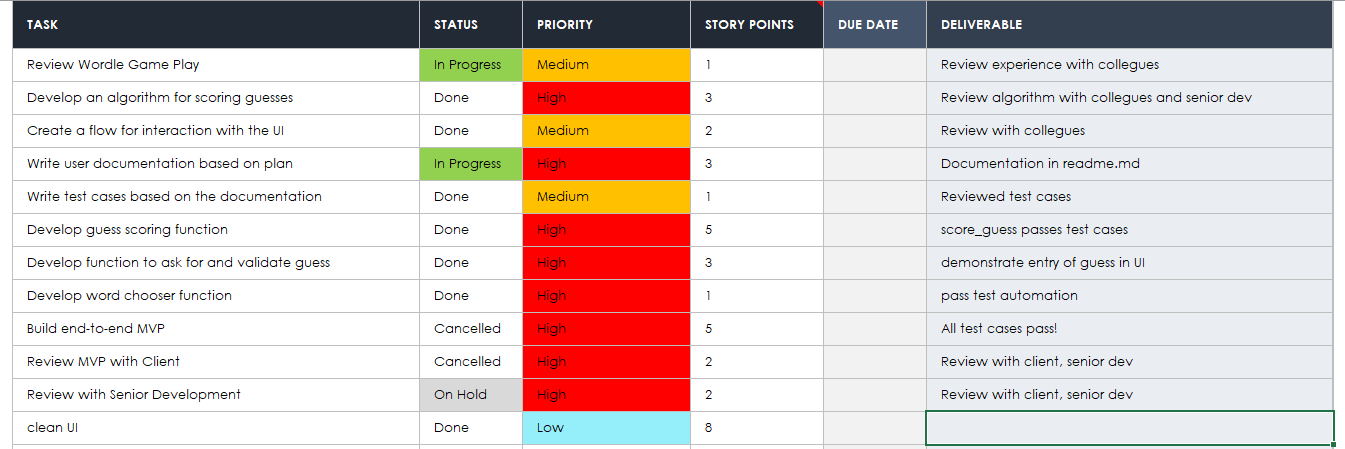 TASK STATUS PRIORITY STORY POINTS DUE DATE DELIVERABLE
Review Wordle Game Play In Progress Medium 1 Review experience with collegues
Develop an algorithm for scoring guesses Done High 3 Review algorithm with collegues and senior dev
Create a flow for interaction with the UI Done Medium 2 Review with collegues
Write user documentation based on plan In Progress High 3 Documentation in readme.md
Write test cases based on the documentation Done Medium 1 Reviewed test cases
Develop guess scoring function Done High 5 score_guess passes test cases
Develop function to ask for and validate guess Done High 3 demonstrate entry of guess in UI
Develop word chooser function Done High 1 pass test automation
Build end-to-end MVP Cancelled High 5 All test cases pass!
Review MVP with Client Cancelled High 2 Review with client, senior dev
Review with Senior Development On Hold High 2 Review with client, senior dev
clean UI Done Low 8